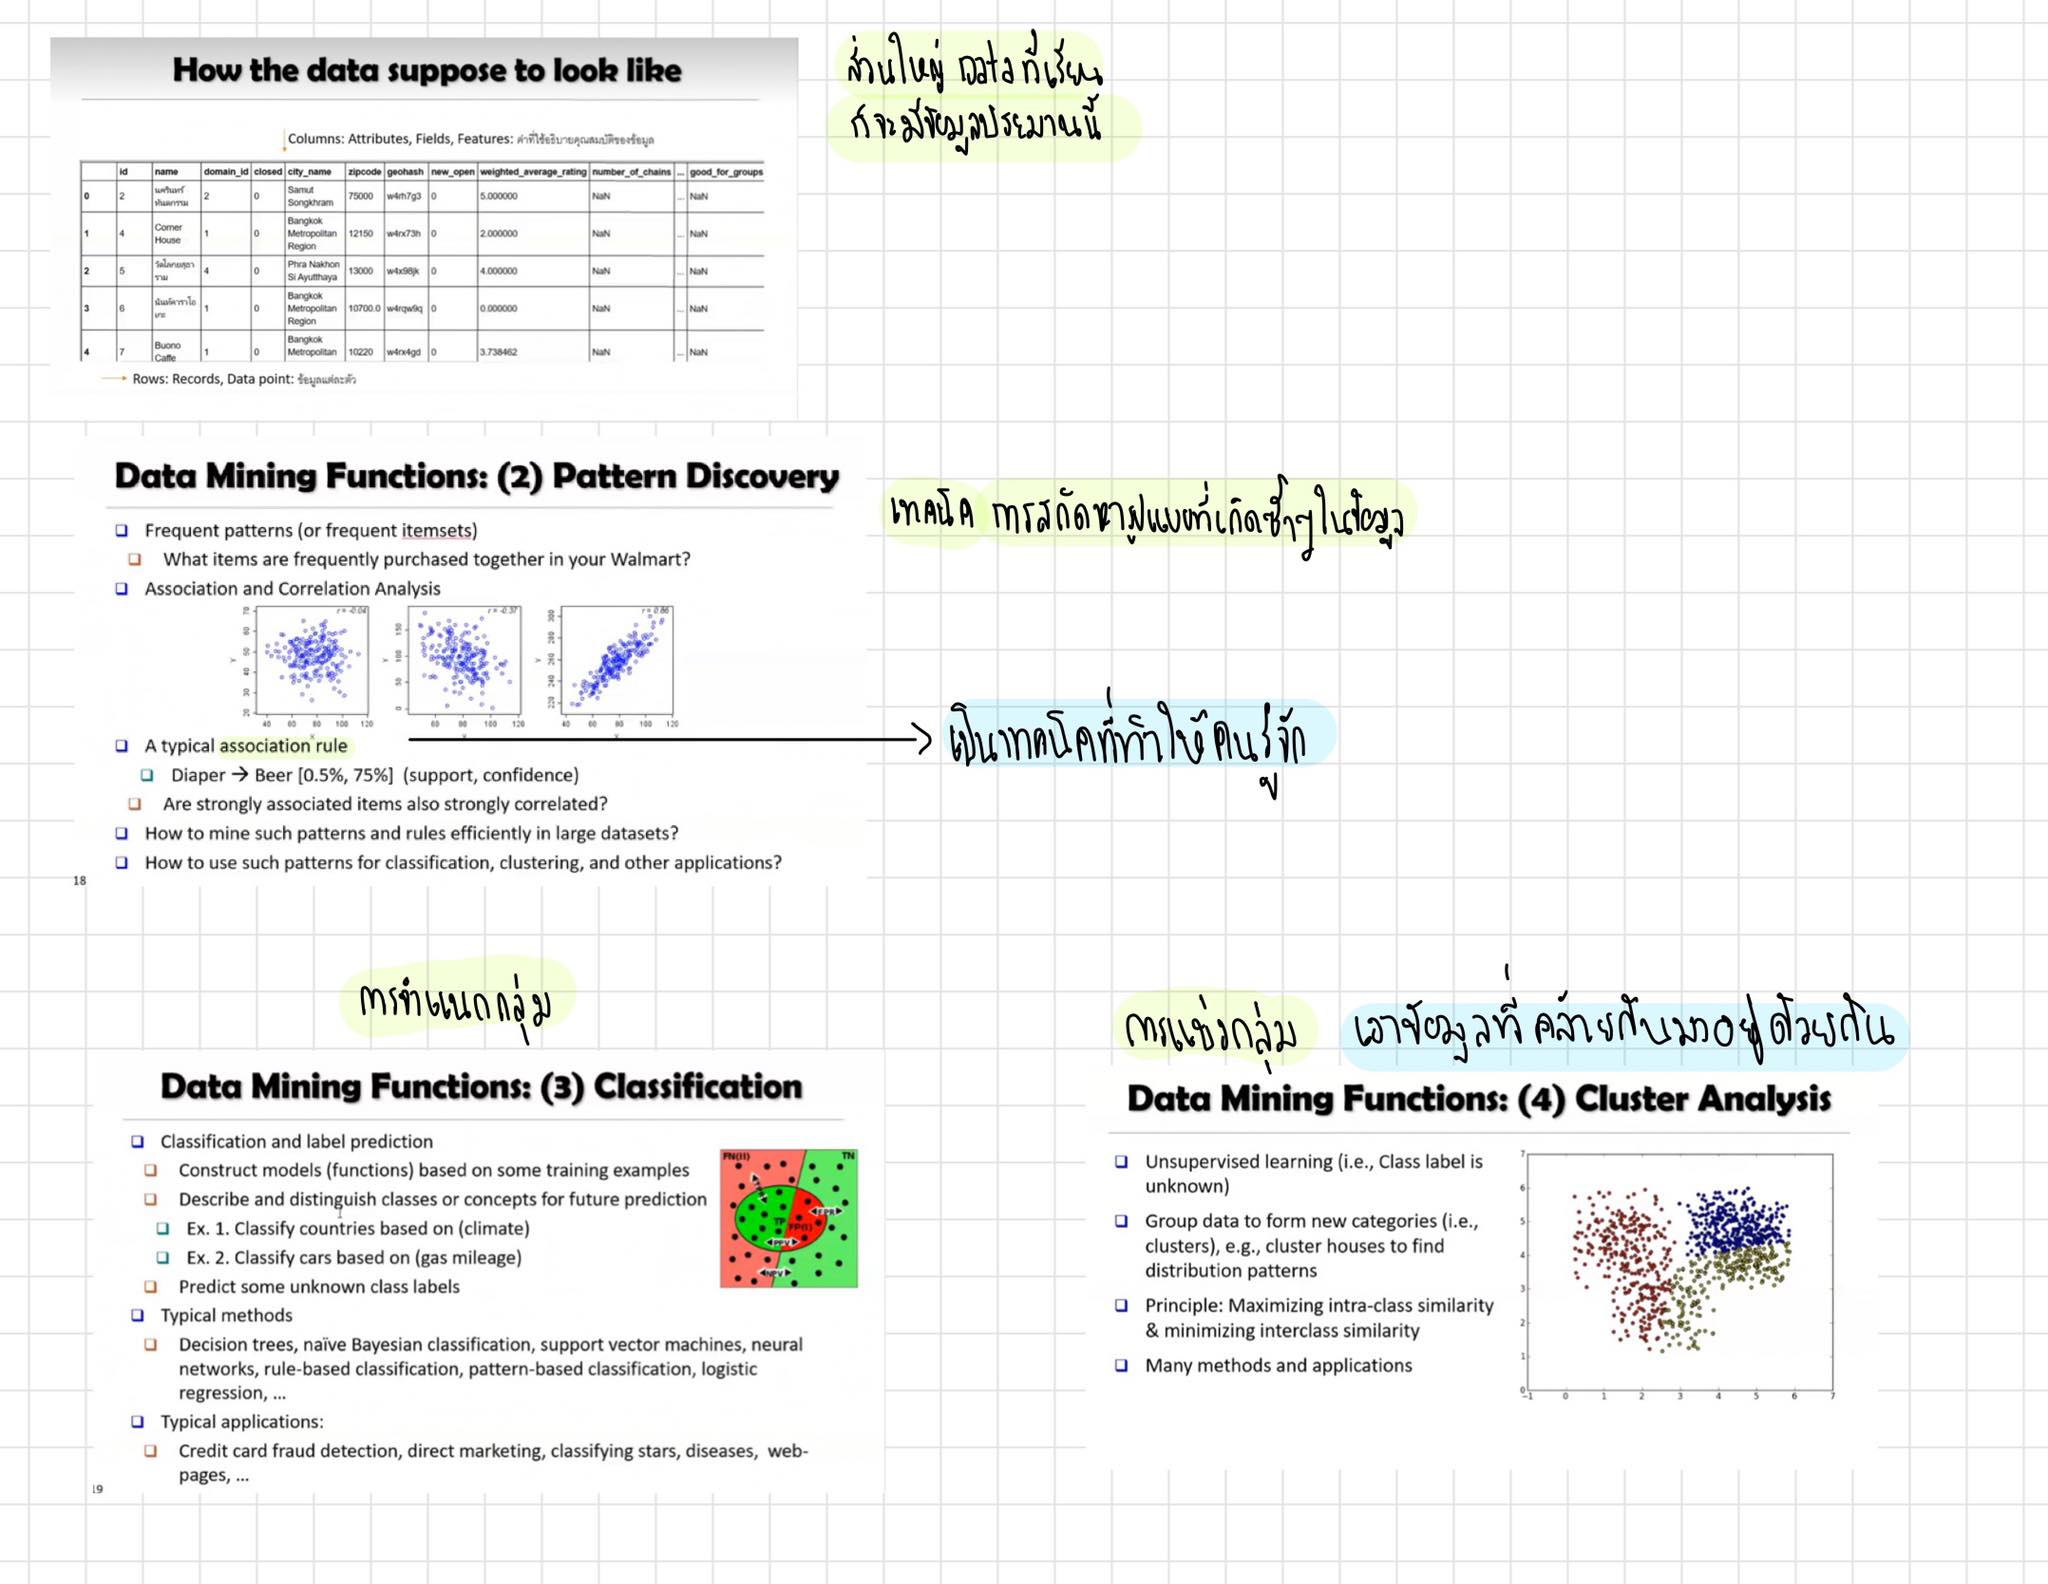 How the data suppose to look like
ส่วนใหญ่ Data ที่เรียน
ก็จะมีข้อมูลประมาณนี้
Columns: Attributes, Fields, Features: ค่าที่ใช้อธิบายคุณสมบัติของข้อมูล
id name domain_id closed city_name zipcode geohash new_open weighted_average_rating number_of_chains ... good_for_groups
0 2 2 0 Samut Songkhram 75000 w4rh7g3 0 5.000000 NaN ... NaN
1 4 Corner House 1 0 Bangkok Metropolitan Region 12150 w4rx73h 0 2.000000 NaN ... NaN
2 5 4 0 Phra Nakhon Si Ayutthaya 13000 w4x98jk 0 4.000000 NaN ... NaN
3 6 1 0 Bangkok Metropolitan Region 10700.0 w4rqw9q 0 0.000000 NaN ... NaN
4 7 Buono Caffe 1 0 Bangkok Metropolitan 10220 w4rx4gd 0 3.738462 NaN ... NaN
Rows: Records, Data point: ข้อมูลแต่ละตัว
Data Mining Functions: (2) Pattern Discovery
เทคนิค การสกัดหารูปแบบที่เกิดซ้ำๆในข้อมูล
Frequent patterns (or frequent itemsets)
What items are frequently purchased together in your Walmart?
Association and Correlation Analysis
r = -0.04
r = -0.37
r = 0.86
A typical association rule
เป็นเทคนิคที่ทำให้คนรู้จัก
Diaper → Beer [0.5%, 75%] (support, confidence)
Are strongly associated items also strongly correlated?
How to mine such patterns and rules efficiently in large datasets?
How to use such patterns for classification, clustering, and other applications?
18
การจำแนกกลุ่ม
Data Mining Functions: (3) Classification
Classification and label prediction
Construct models (functions) based on some training examples
Describe and distinguish classes or concepts for future prediction
Ex. 1. Classify countries based on (climate)
Ex. 2. Classify cars based on (gas mileage)
Predict some unknown class labels
Typical methods
Decision trees, naïve Bayesian classification, support vector machines, neural
networks, rule-based classification, pattern-based classification, logistic
regression, ...
Typical applications:
Credit card fraud detection, direct marketing, classifying stars, diseases, web-
pages, ...
19
FN(II) TN
TP FP(I) FPR
PPV
NPV
การแบ่งกลุ่ม เอาข้อมูลที่คล้ายกันมาอยู่ด้วยกัน
Data Mining Functions: (4) Cluster Analysis
Unsupervised learning (i.e., Class label is
unknown)
Group data to form new categories (i.e.,
clusters), e.g., cluster houses to find
distribution patterns
Principle: Maximizing intra-class similarity
& minimizing interclass similarity
Many methods and applications